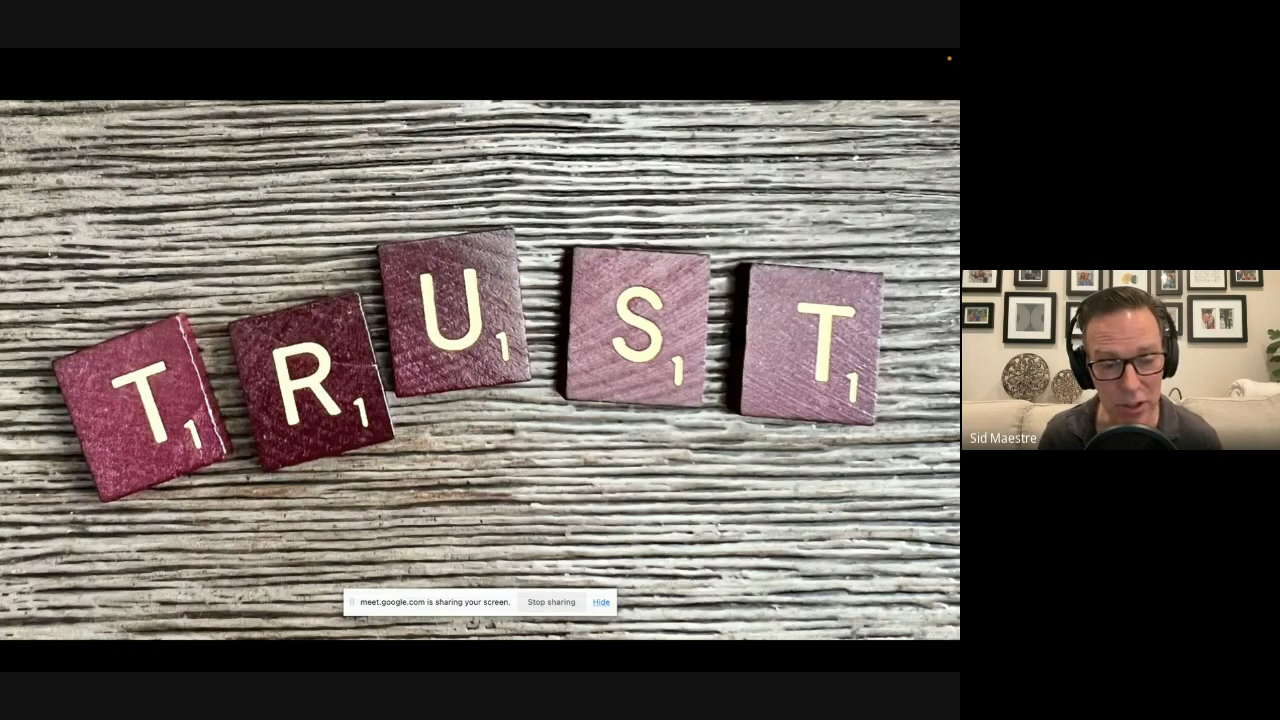 T1 R1 U1 S1 T1
meet.google.com is sharing your screen. Stop sharing Hide
Sid Maestre